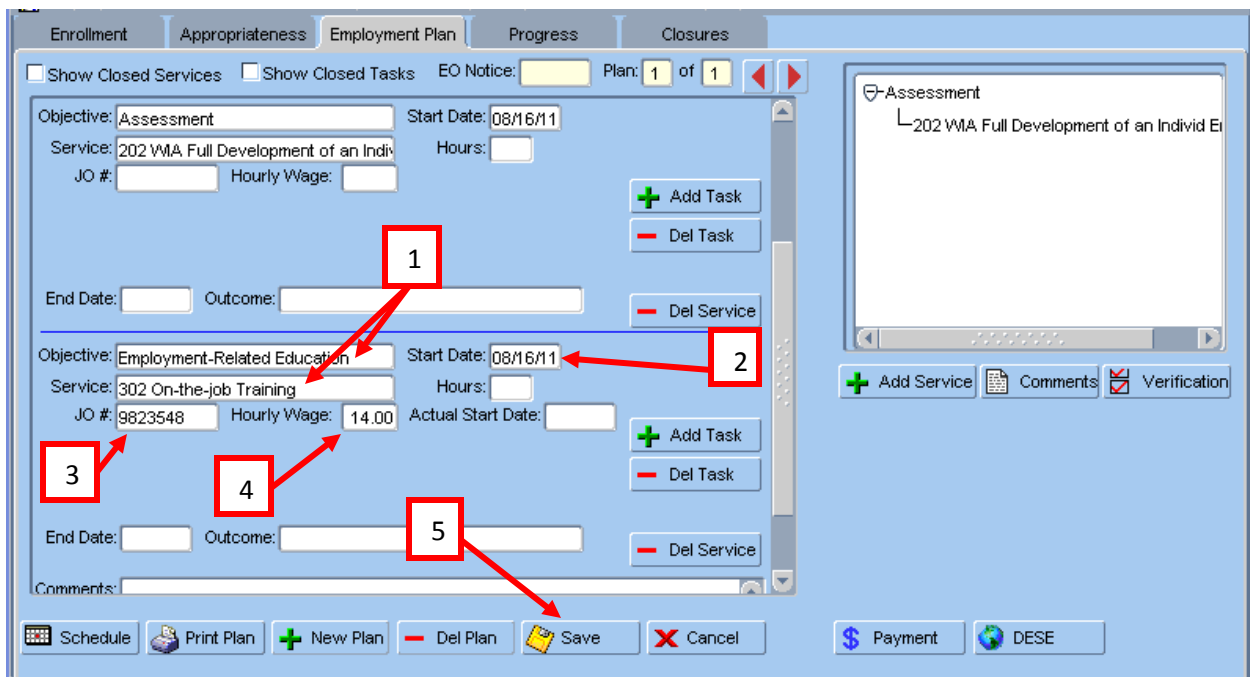 Enrollment Appropriateness Employment Plan Progress Closures
Show Closed Services Show Closed Tasks EO Notice: Plan: 1 of 1
Objective: Assessment Start Date: 08/16/11
Service: 202 WIA Full Development of an Indiv Hours:
JO #: Hourly Wage:
Add Task
Del Task
1
End Date: Outcome:
Del Service
Objective: Employment-Related Education Start Date: 08/16/11
2
Service: 302 On-the-job Training Hours:
JO #: 9823548 Hourly Wage: 14.00 Actual Start Date:
Add Task
3
4
Del Task
End Date: Outcome:
5
Del Service
Comments:
Schedule Print Plan New Plan Del Plan Save Cancel
Assessment
202 WIA Full Development of an Individ Er
Add Service Comments Verification
$ Payment DESE